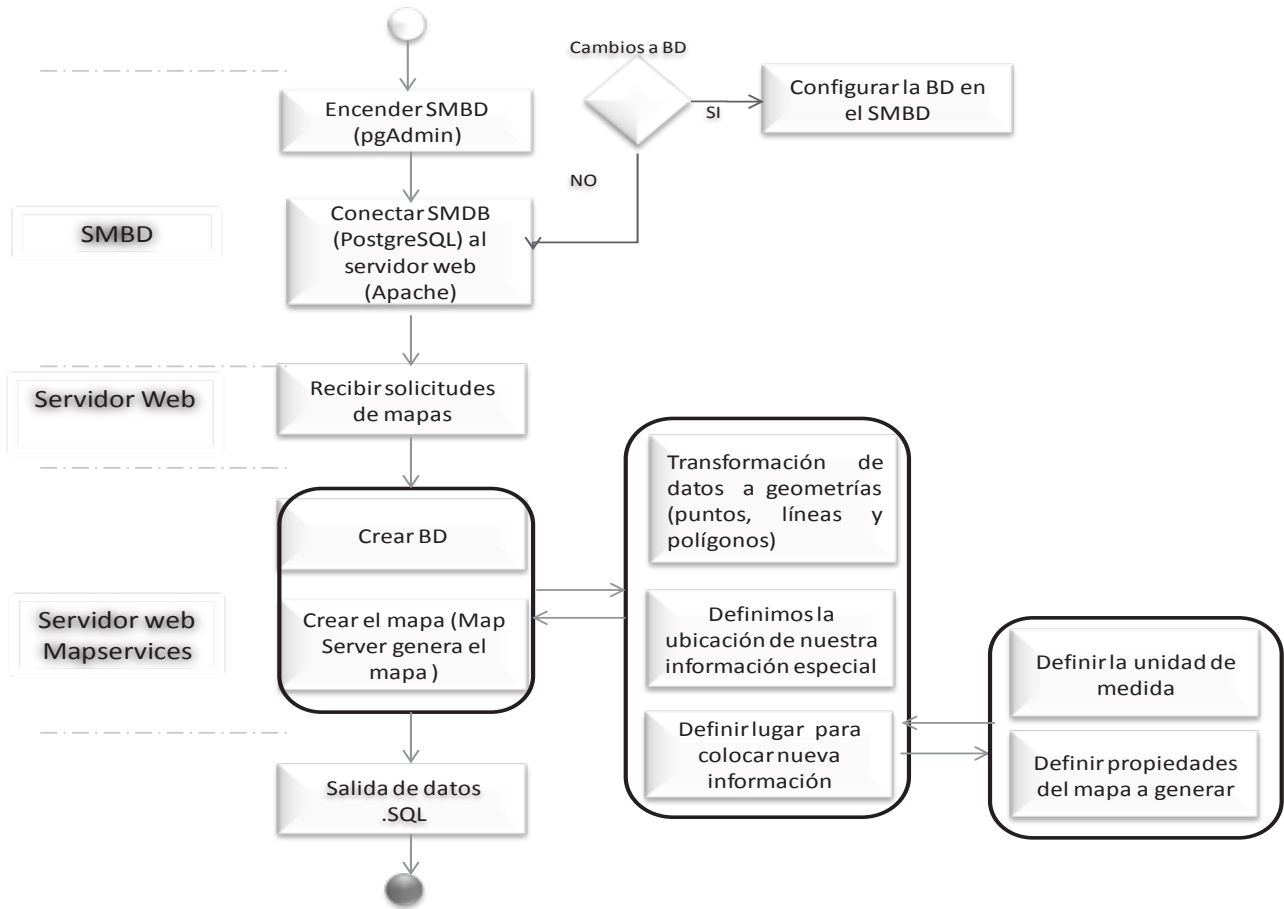 Cambios a BD
Encender SMBD
(pgAdmin)
SI
Configurar la BD en
el SMBD
NO
SMBD
Conectar SMDB
(PostgreSQL) al
servidor web
(Apache)
Servidor Web
Recibir solicitudes
de mapas
Crear BD
Crear el mapa (Map
Server genera el
mapa )
Transformación de
datos a geometrías
(puntos, líneas y
polígonos)
Definimos la
ubicación de nuestra
información especial
Definir lugar para
colocar nueva
información
Servidor web
Mapservices
Definir la unidad de
medida
Definir propiedades
del mapa a generar
Salida de datos
.SQL